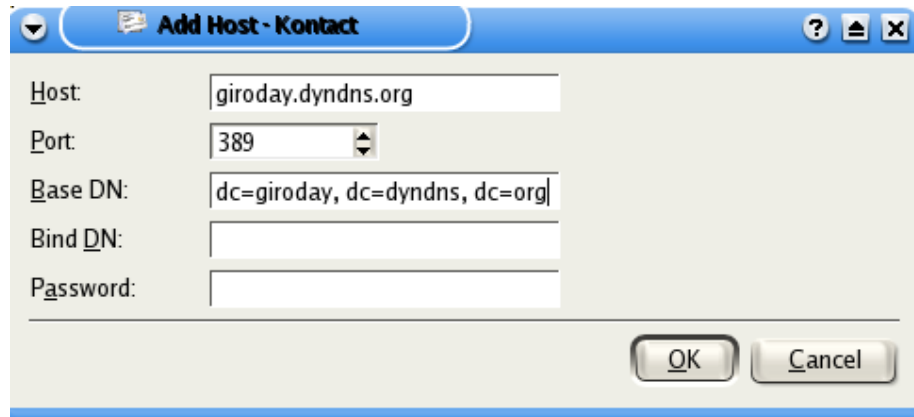 Add Host - Kontact
Host: giroday.dyndns.org
Port: 389
Base DN: dc=giroday, dc=dyndns, dc=org
Bind DN:
Password:
OK Cancel